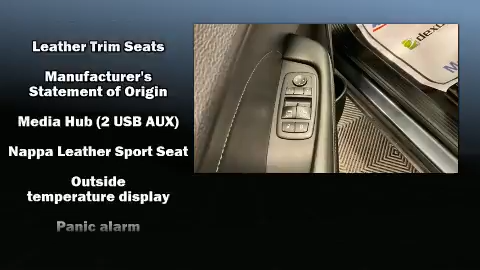 Leather Trim Seats
Manufacturer's
Statement of Origin
Media Hub (2 USB AUX)
Nappa Leather Sport Seat
Outside
temperature display
Panic alarm